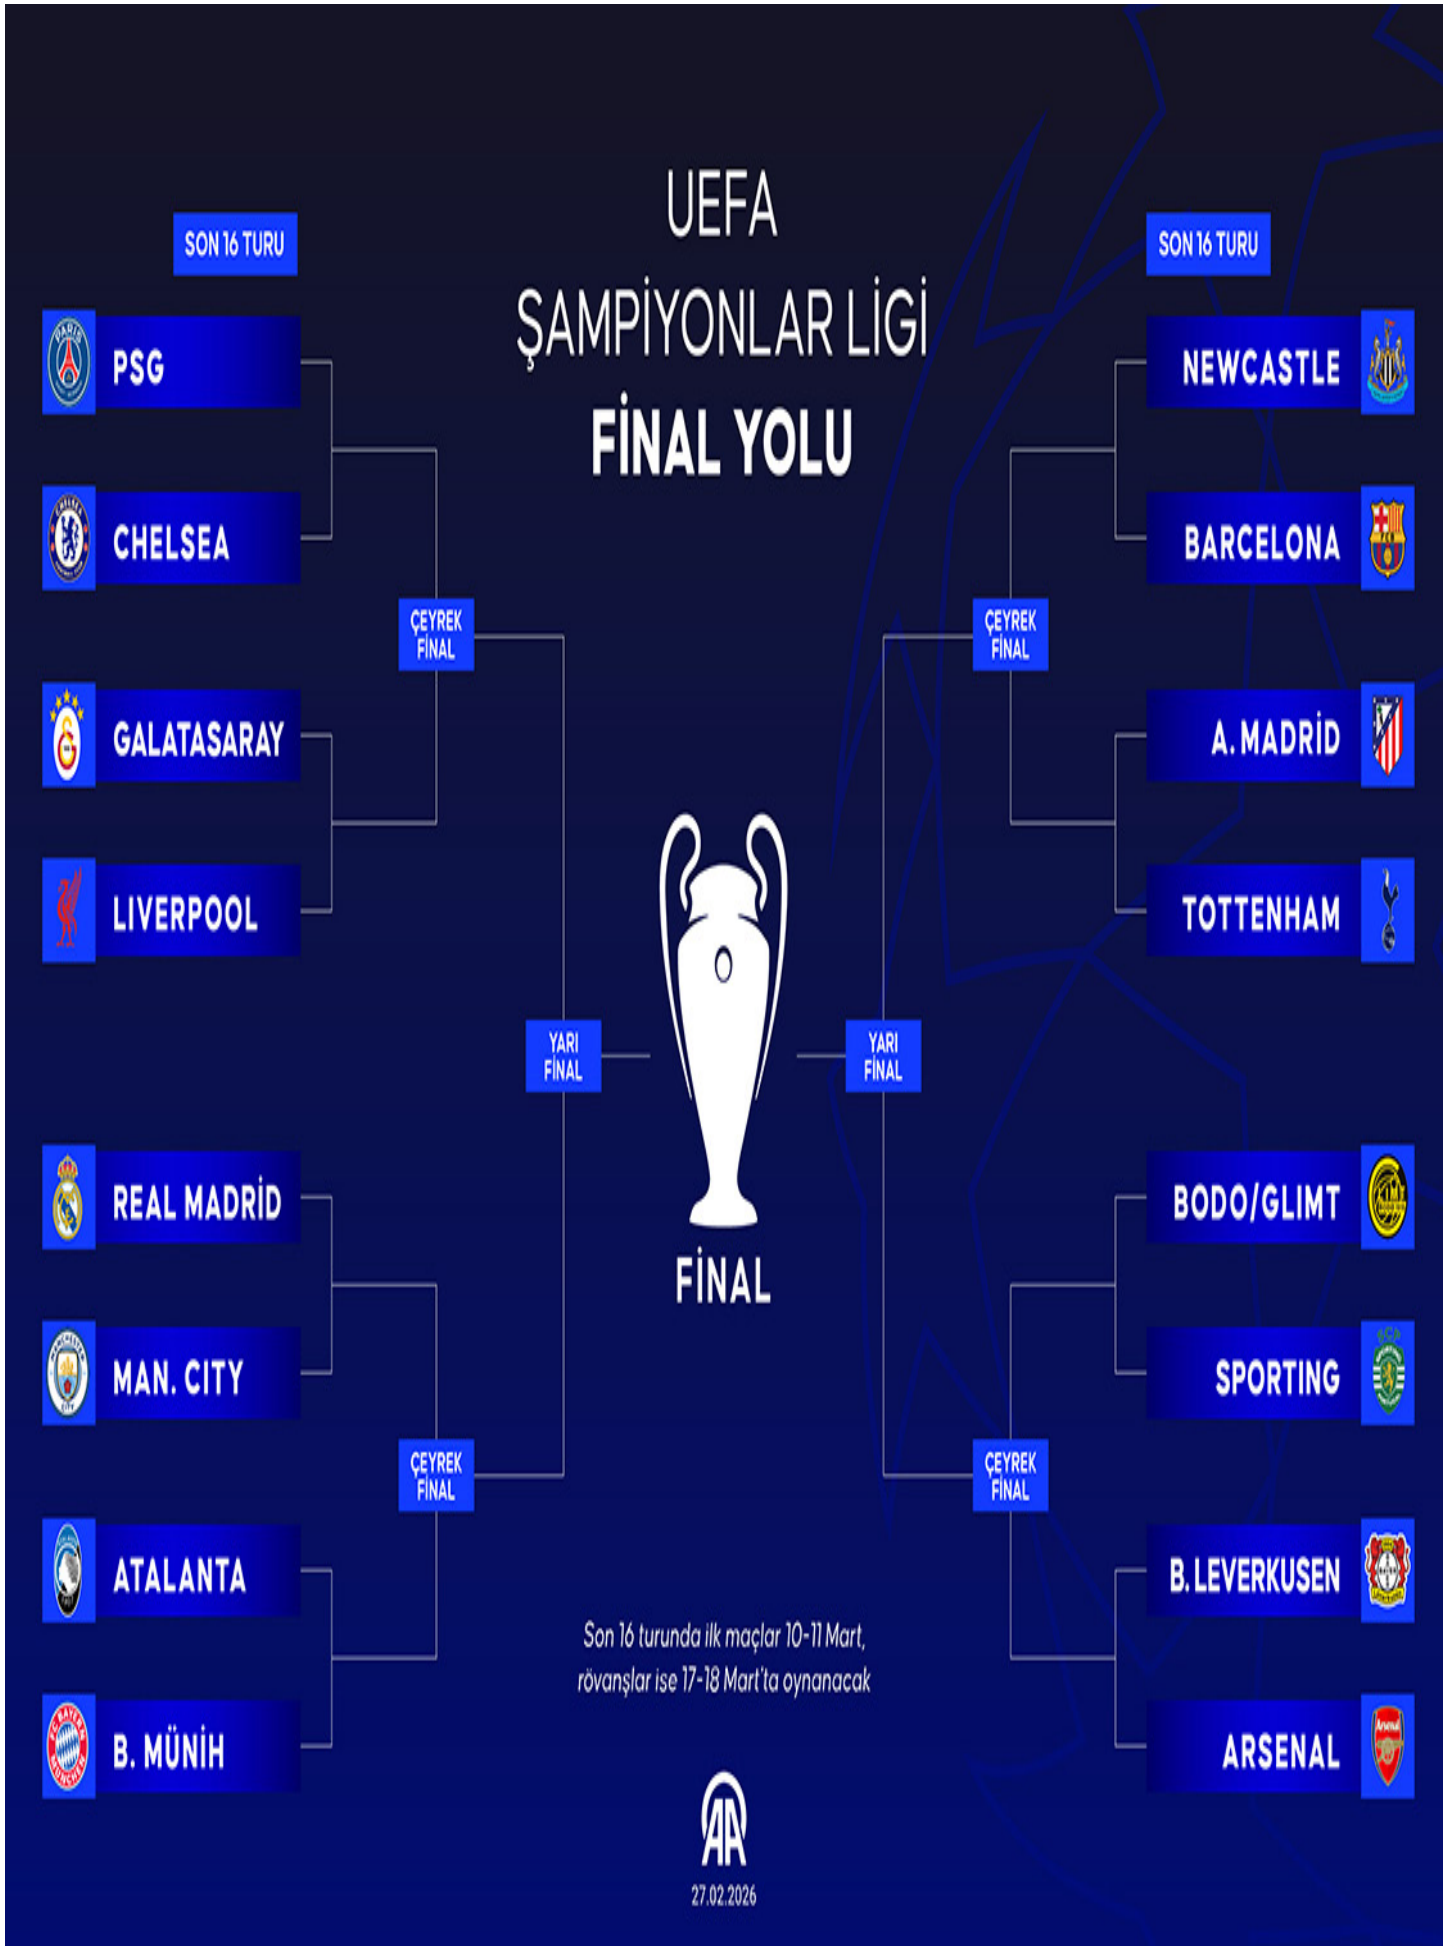 UEFA
ŞAMPİYONLAR LİGİ
FİNAL YOLU
SON 16 TURU
PSG
CHELSEA
GALATASARAY
LIVERPOOL
REAL MADRİD
MAN. CITY
ATALANTA
B. MÜNİH
ÇEYREK
FİNAL
ÇEYREK
FİNAL
YARI
FİNAL
FİNAL
YARI
FİNAL
ÇEYREK
FİNAL
ÇEYREK
FİNAL
SON 16 TURU
NEWCASTLE
BARCELONA
A. MADRİD
TOTTENHAM
BODO/GLIMT
SPORTING
B. LEVERKUSEN
ARSENAL
Son 16 turunda ilk maçlar 10-11 Mart,
rövanşlar ise 17-18 Mart'ta oynanacak
AA
27.02.2026